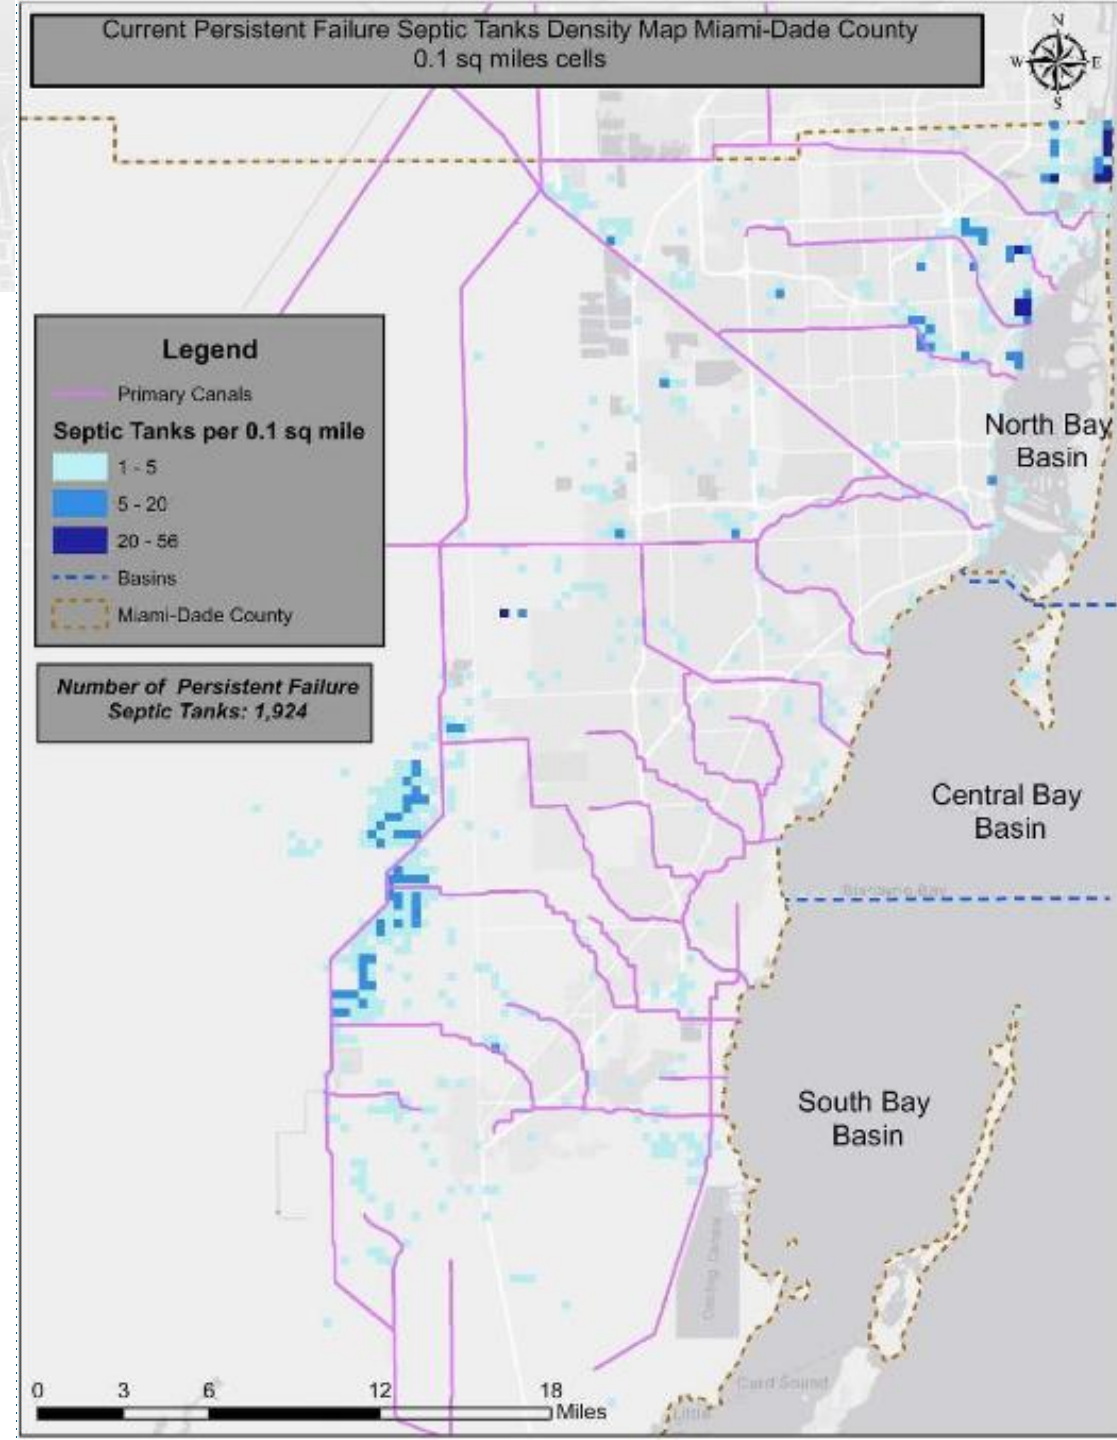 Current Persistent Failure Septic Tanks Density Map Miami-Dade County
0.1 sq miles cells
N
W
E
S
Legend
Primary Canals
Septic Tanks per 0.1 sq mile
1 - 5
5 - 20
20 - 56
Basins
Miami-Dade County
Number of Persistent Failure
Septic Tanks: 1,924
North Bay
Basin
Central Bay
Basin
Biscayne Bay
South Bay
Basin
Card Sound
Little
0 3 6 12 18
Miles